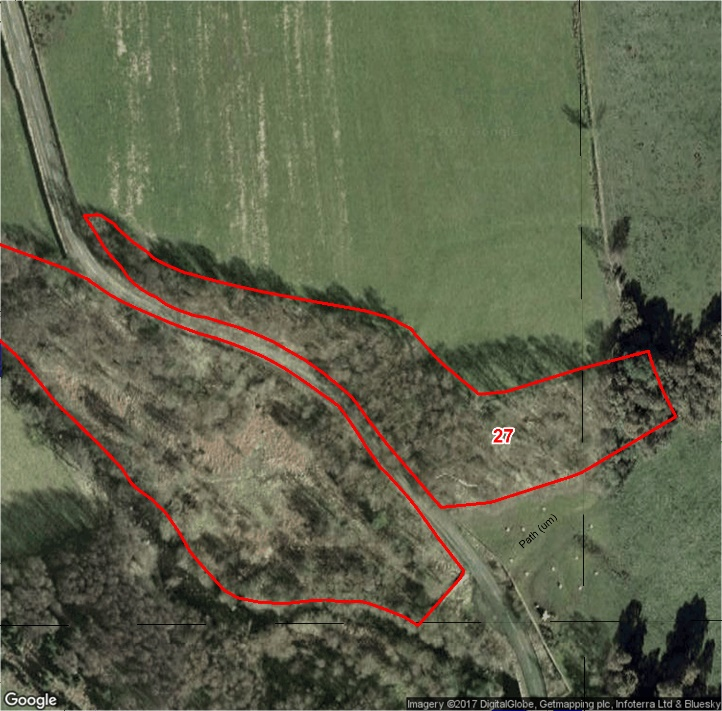 27
Path (um)
Google
Imagery ©2017 DigitalGlobe, Getmapping plc, Infoterra Ltd & Bluesky